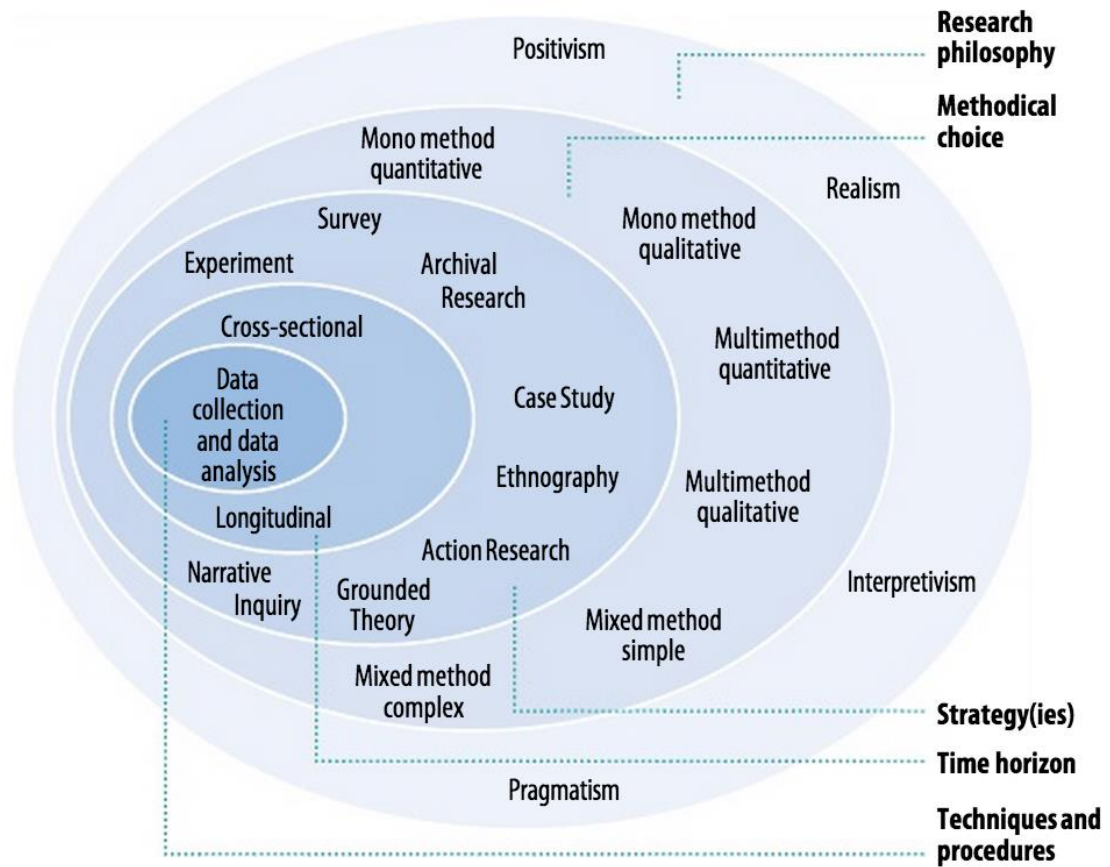 Research
philosophy
Positivism
Methodical
choice
Mono method
quantitative
Realism
Mono method
qualitative
Survey
Experiment
Archival
Research
Cross-sectional
Multimethod
quantitative
Data
collection
and data
analysis
Case Study
Ethnography
Multimethod
qualitative
Longitudinal
Action Research
Narrative
Inquiry
Grounded
Theory
Interpretivism
Mixed method
simple
Mixed method
complex
Strategy(ies)
Time horizon
Pragmatism
Techniques and
procedures